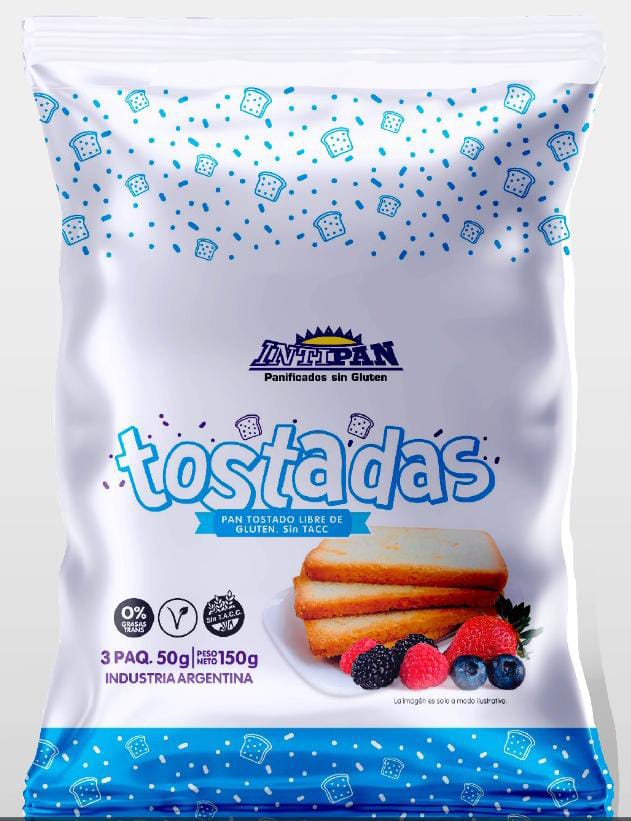 INTIPAN
Panificados sin Gluten
tostadas
PAN TOSTADO LIBRE DE
GLUTEN. Sin TACC
0%
GRASAS
TRANS
V
Sin T.A.C.C.
3 PAQ. 50g PESO NETO 150g
INDUSTRIA ARGENTINA
La imágen es solo a modo ilustrativo.